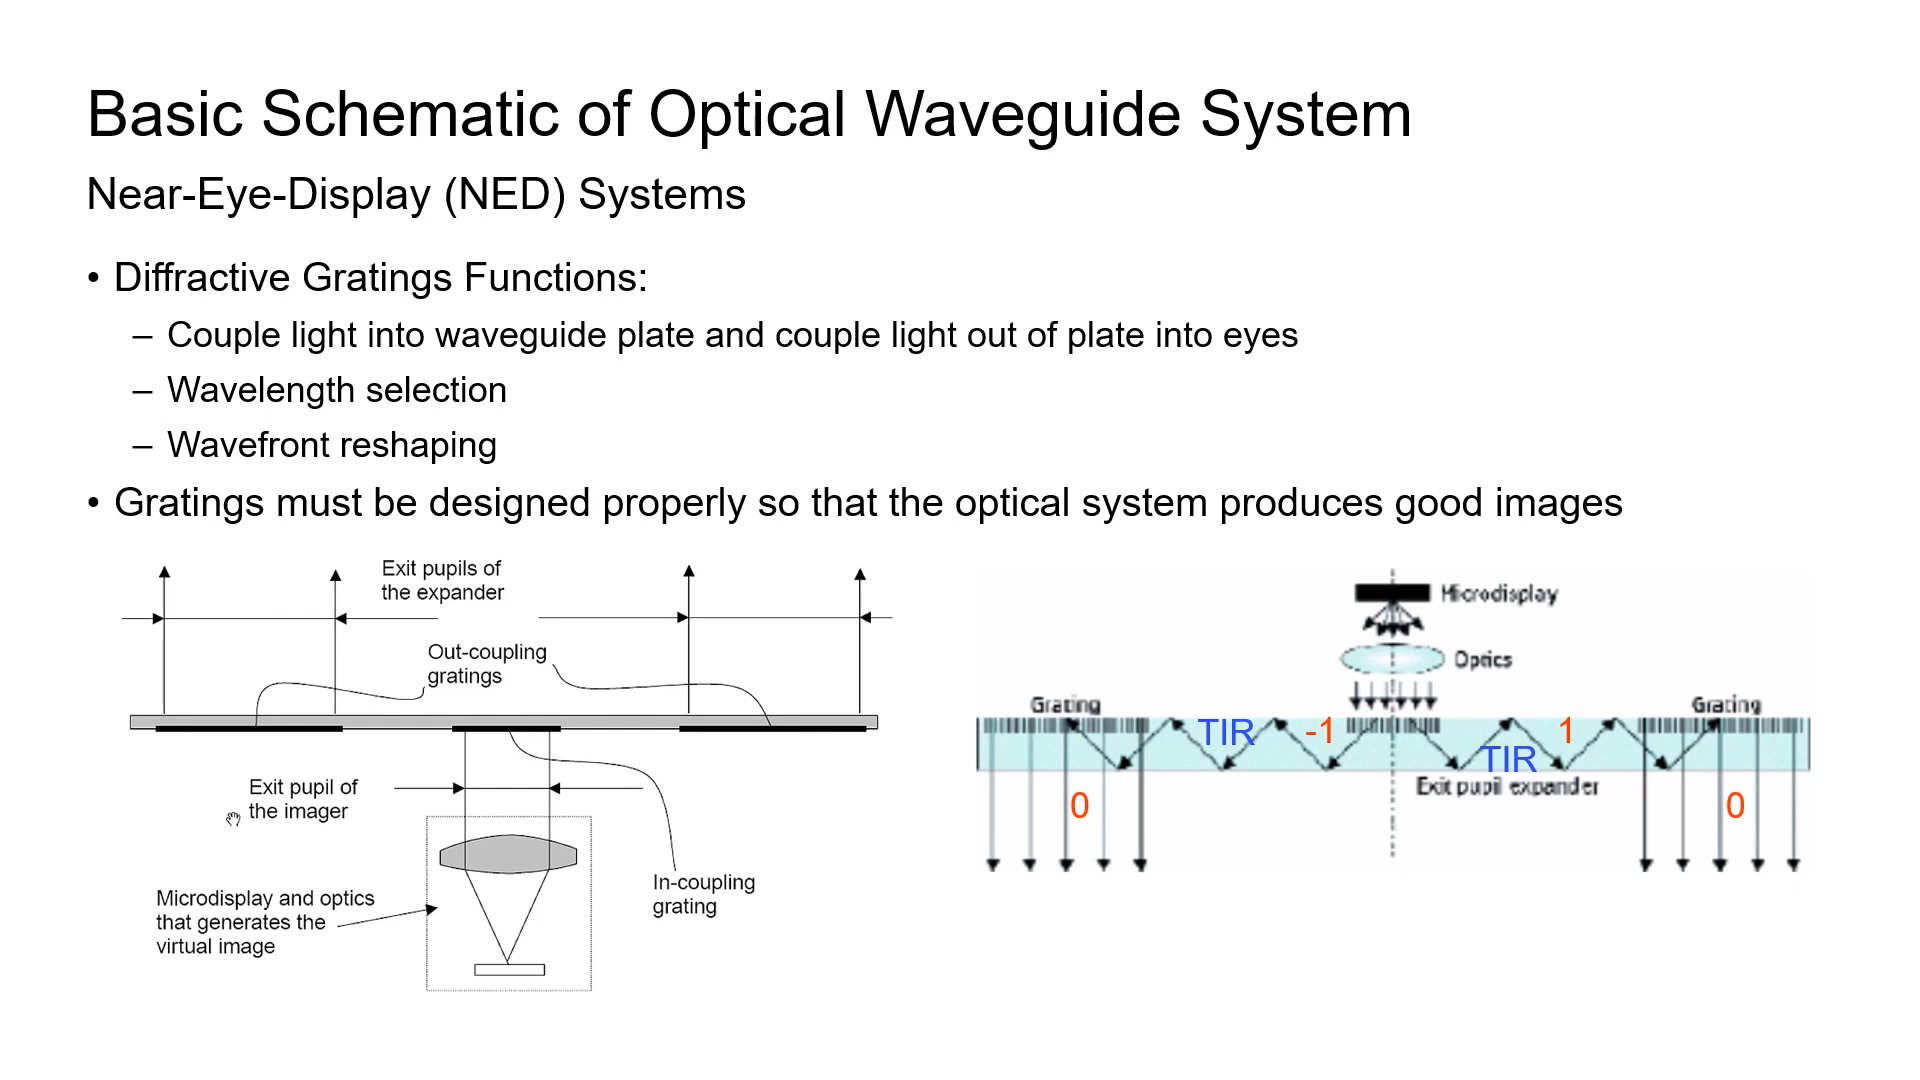 Basic Schematic of Optical Waveguide System
Near-Eye-Display (NED) Systems
• Diffractive Gratings Functions:
– Couple light into waveguide plate and couple light out of plate into eyes
– Wavelength selection
– Wavefront reshaping
• Gratings must be designed properly so that the optical system produces good images
Exit pupils of
the expander
Out-coupling
gratings
Exit pupil of
the imager
Microdisplay and optics
that generates the
virtual image
In-coupling
grating
Microdisplay
Optics
Grating
Grating
TIR
-1
1
TIR
Exit pupil expander
0
0